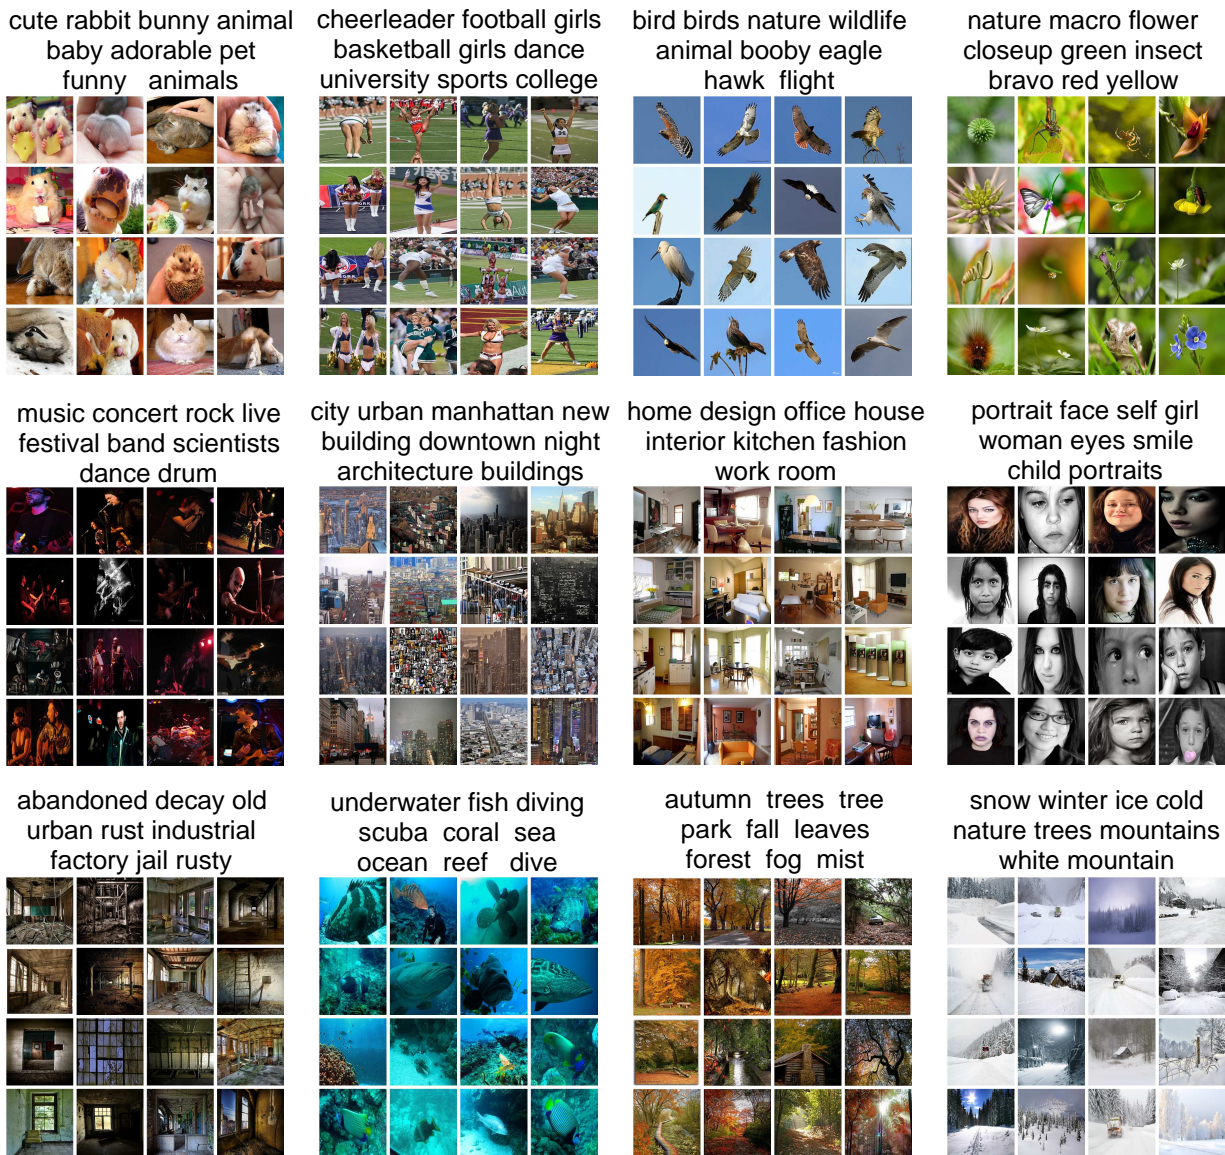 cute rabbit bunny animal
baby adorable pet
funny animals
cheerleader football girls
basketball girls dance
university sports college
bird birds nature wildlife
animal booby eagle
hawk flight
nature macro flower
closeup green insect
bravo red yellow
music concert rock live
festival band scientists
dance drum
city urban manhattan new
building downtown night
architecture buildings
home design office house
interior kitchen fashion
work room
portrait face self girl
woman eyes smile
child portraits
abandoned decay old
urban rust industrial
factory jail rusty
underwater fish diving
scuba coral sea
ocean reef dive
autumn trees tree
park fall leaves
forest fog mist
snow winter ice cold
nature trees mountains
white mountain